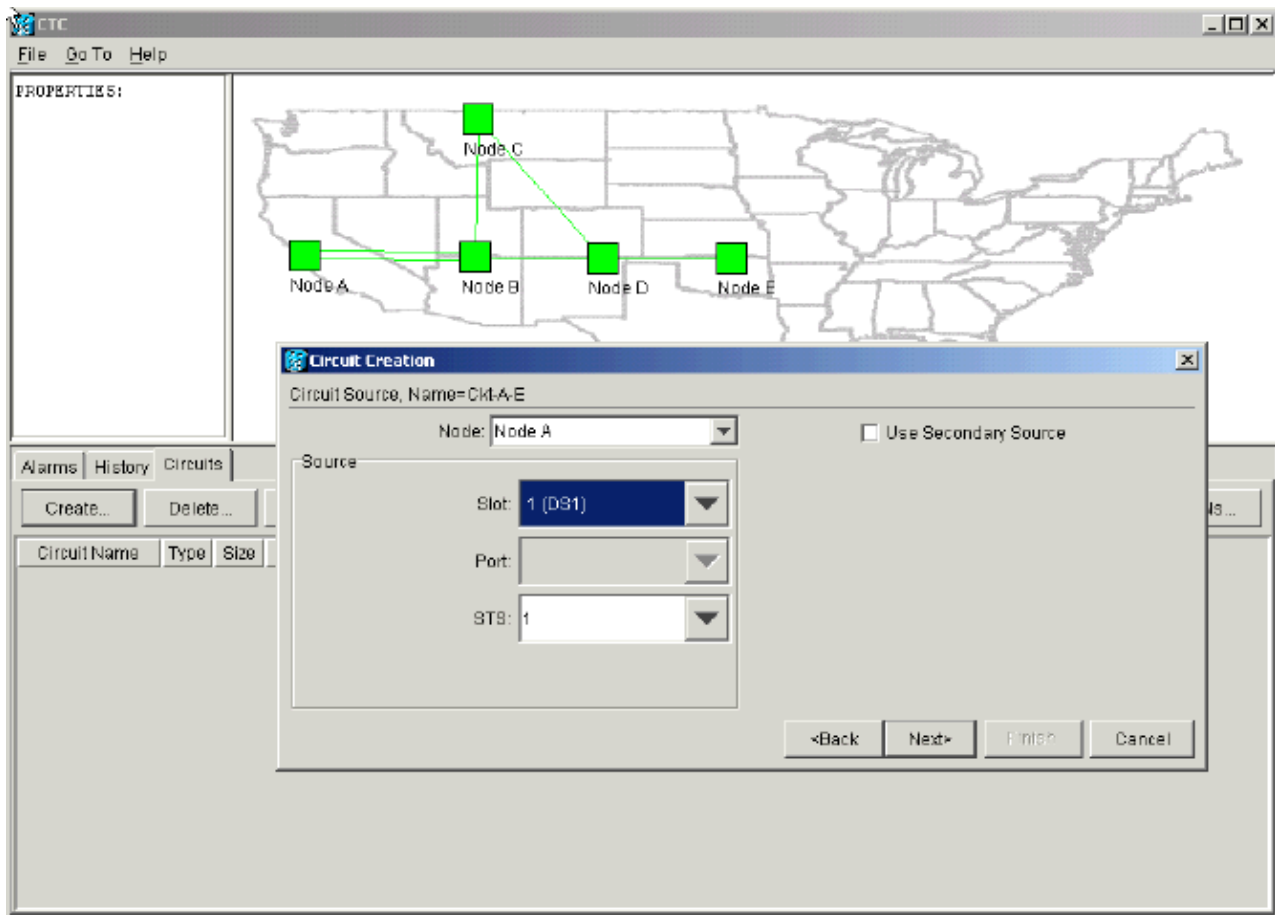 CTC
File Go To Help
PROPERTIES:
Node C
Node A
Node B
Node D
Node E
Circuit Creation
Circuit Source, Name=Ckt-A-E
Node: Node A
Use Secondary Source
Source
Slot: 1 (DS1)
Port:
STS: 1
<Back Next> Finish Cancel
Alarms History Circuits
Create... Delete...
Circuit Name Type Size